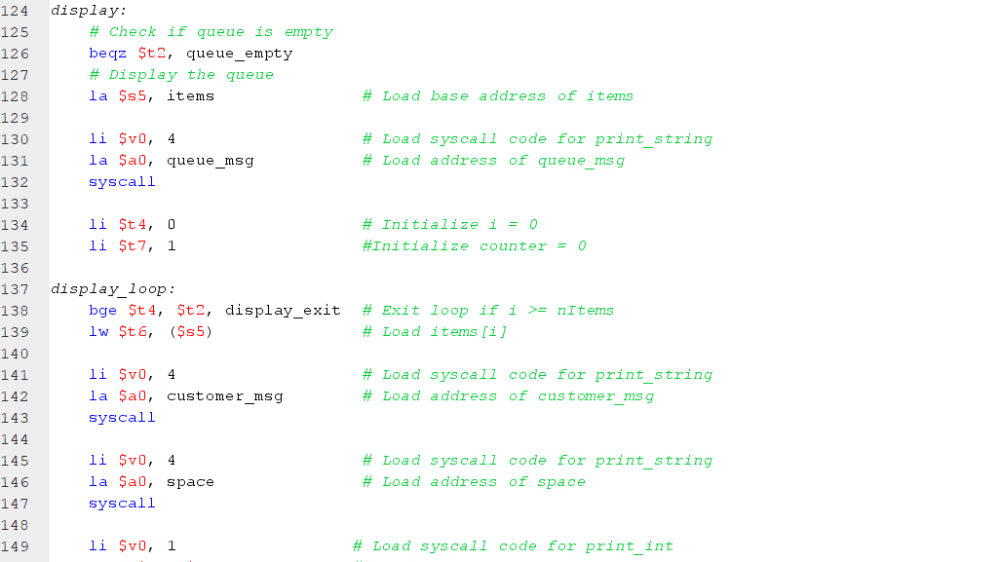 124 display:
125     # Check if queue is empty
126     beqz $t2, queue_empty
127     # Display the queue
128     la $s5, items               # Load base address of items
129
130     li $v0, 4                   # Load syscall code for print_string
131     la $a0, queue_msg           # Load address of queue_msg
132     syscall
133
134     li $t4, 0                   # Initialize i = 0
135     li $t7, 1                   #Initialize counter = 0
136
137 display_loop:
138     bge $t4, $t2, display_exit  # Exit loop if i >= nItems
139     lw $t6, ($s5)               # Load items[i]
140
141     li $v0, 4                   # Load syscall code for print_string
142     la $a0, customer_msg        # Load address of customer_msg
143     syscall
144
145     li $v0, 4                   # Load syscall code for print_string
146     la $a0, space               # Load address of space
147     syscall
148
149     li $v0, 1                  # Load syscall code for print_int